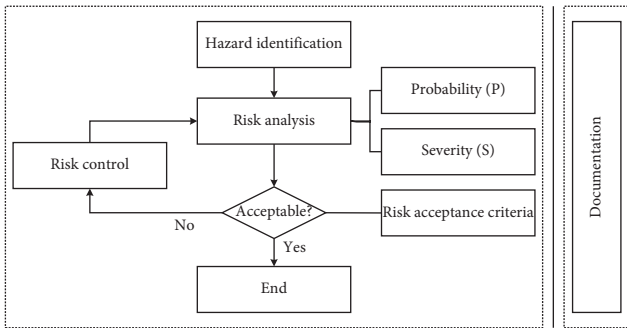 Hazard identification
Risk analysis
Probability (P)
Severity (S)
Risk control
Acceptable?
Risk acceptance criteria
No
Yes
End
Documentation